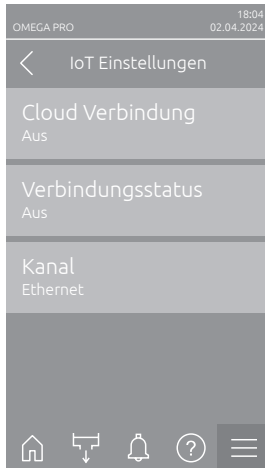 18:04
OMEGA PRO 02.04.2024
IoT Einstellungen
Cloud Verbindung
Aus
Verbindungsstatus
Aus
Kanal
Ethernet
?